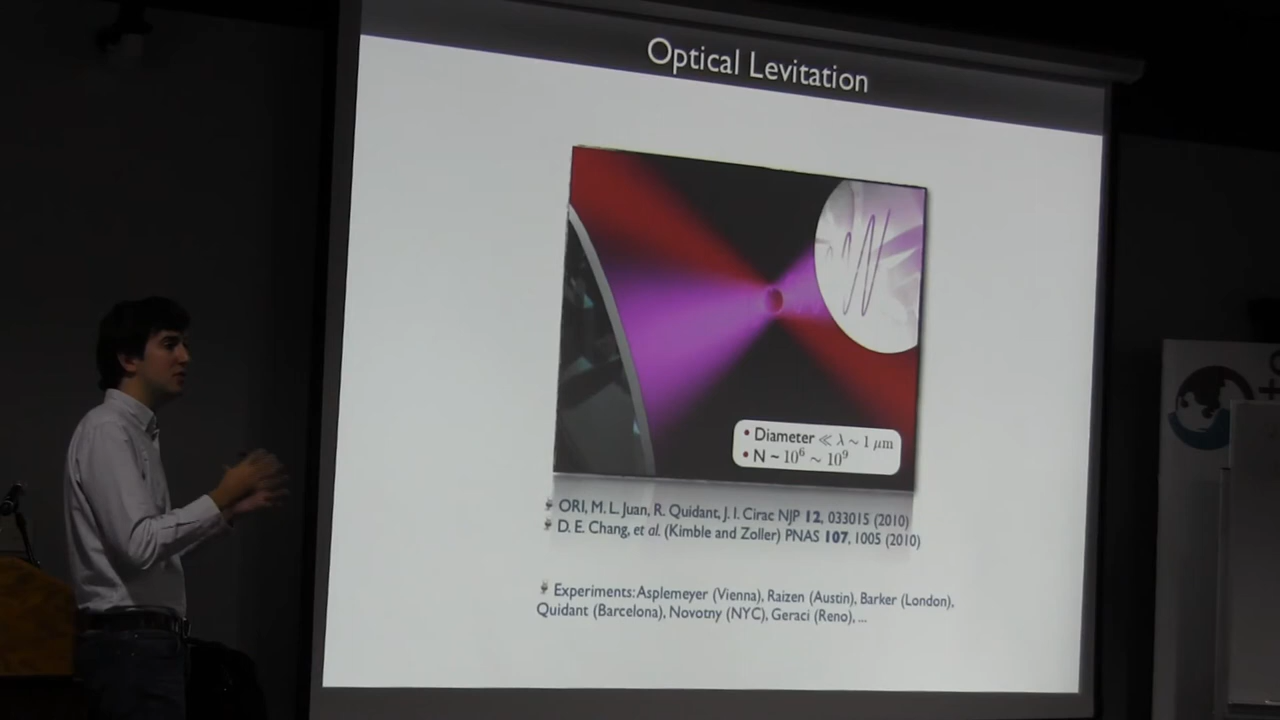 Optical Levitation
• Diameter ≪ λ ~ 1 μm
• N ~ 10⁶ ~ 10⁹
ORI, M. L. Juan, R. Quidant, J. I. Cirac NJP 12, 033015 (2010)
D. E. Chang, et al. (Kimble and Zoller) PNAS 107, 1005 (2010)
Experiments: Asplemeyer (Vienna), Raizen (Austin), Barker (London),
Quidant (Barcelona), Novotny (NYC), Geraci (Reno), ...